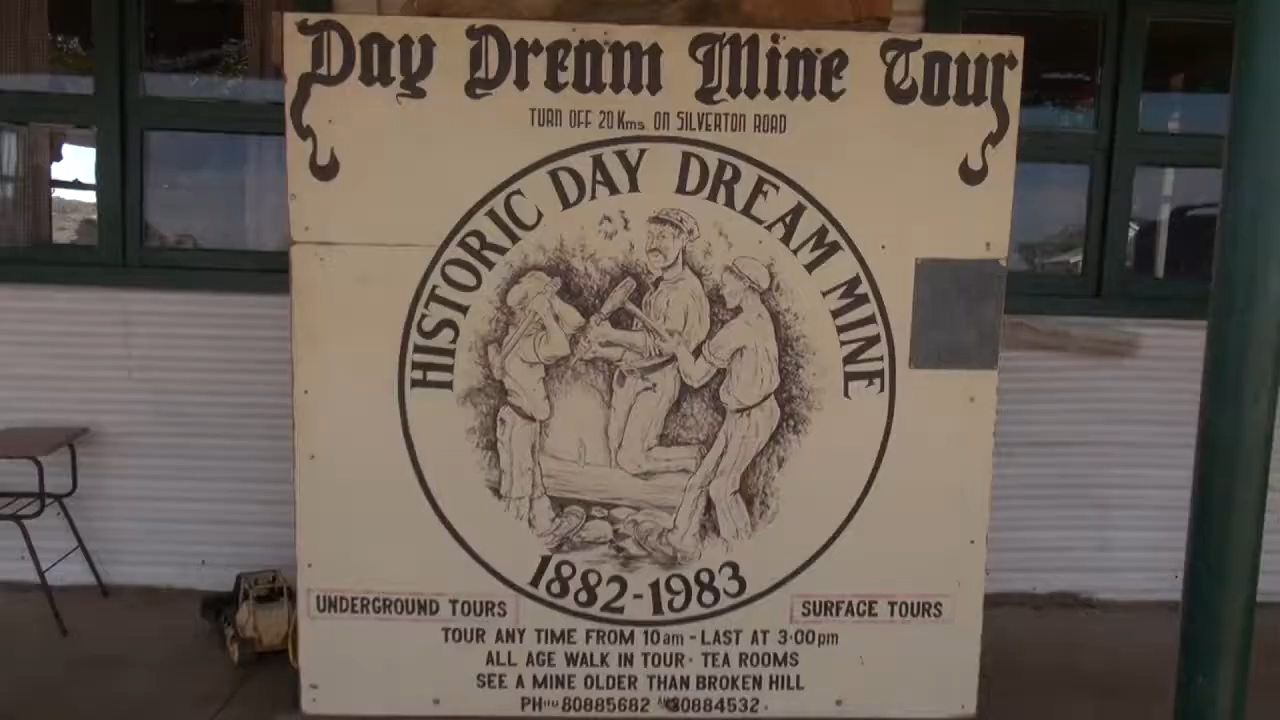 Day Dream Mine Tour
TURN OFF 20 Kms ON SILVERTON ROAD
HISTORIC DAY DREAM MINE
1882-1983
UNDERGROUND TOURS
SURFACE TOURS
TOUR ANY TIME FROM 10am - LAST AT 3·00pm
ALL AGE WALK IN TOUR · TEA ROOMS
SEE A MINE OLDER THAN BROKEN HILL
PH 80885682 80884532